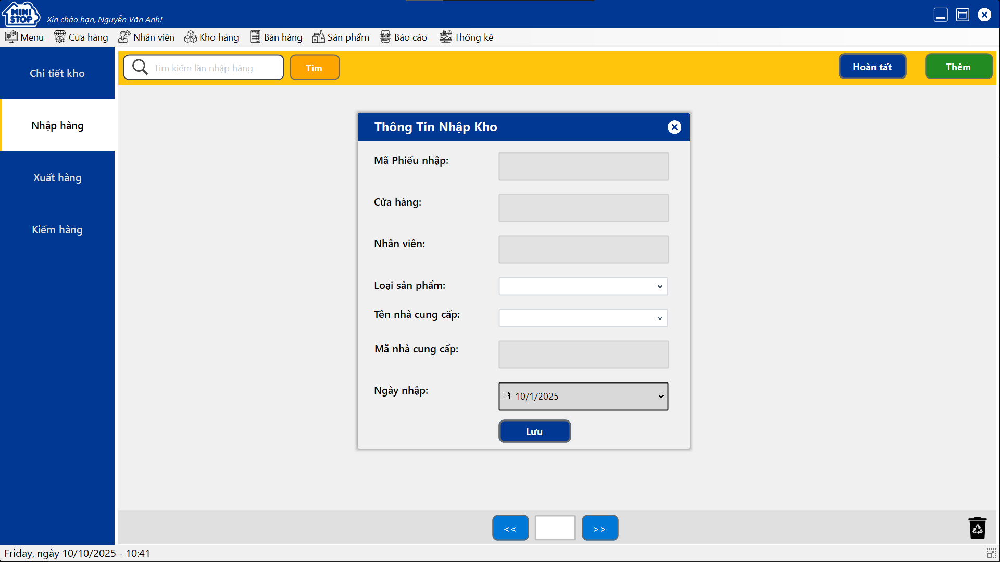 MINI
STOP
Xin chào bạn, Nguyễn Văn Anh!
Menu
Cửa hàng
Nhân viên
Kho hàng
Bán hàng
Sản phẩm
Báo cáo
Thống kê
Chi tiết kho
Nhập hàng
Xuất hàng
Kiểm hàng
Tìm kiếm lần nhập hàng
Tìm
Hoàn tất
Thêm
Thông Tin Nhập Kho
Mã Phiếu nhập:
Cửa hàng:
Nhân viên:
Loại sản phẩm:
Tên nhà cung cấp:
Mã nhà cung cấp:
Ngày nhập:
10/1/2025
Lưu
<<
>>
Friday, ngày 10/10/2025 - 10:41